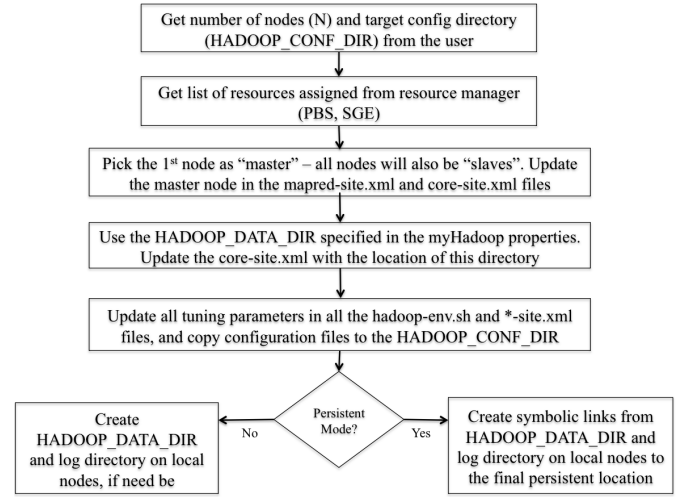 Get number of nodes (N) and target config directory
(HADOOP_CONF_DIR) from the user
Get list of resources assigned from resource manager
(PBS, SGE)
Pick the 1st node as “master” – all nodes will also be “slaves”. Update
the master node in the mapred-site.xml and core-site.xml files
Use the HADOOP_DATA_DIR specified in the myHadoop properties.
Update the core-site.xml with the location of this directory
Update all tuning parameters in all the hadoop-env.sh and *-site.xml
files, and copy configuration files to the HADOOP_CONF_DIR
Persistent
Mode?
No
Yes
Create
HADOOP_DATA_DIR
and log directory on local
nodes, if need be
Create symbolic links from
HADOOP_DATA_DIR and
log directory on local nodes to
the final persistent location